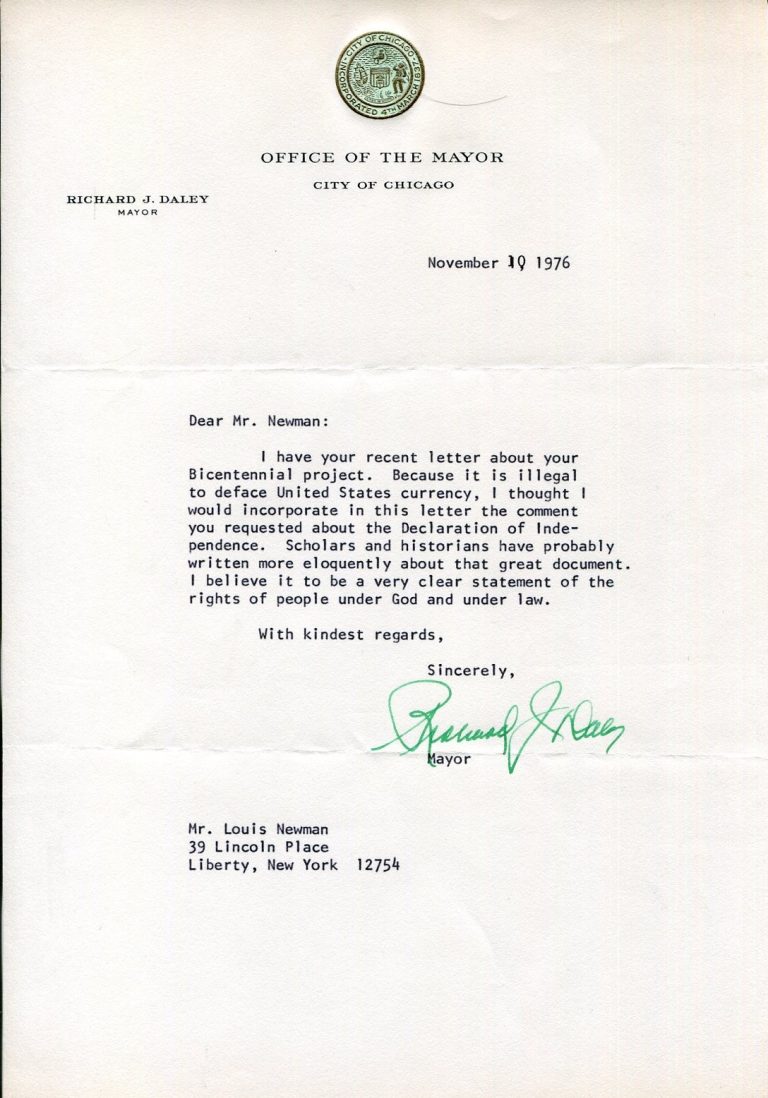 CITY OF CHICAGO
INCORPORATED 4TH MARCH 1837
OFFICE OF THE MAYOR
CITY OF CHICAGO
RICHARD J. DALEY
MAYOR
November 10 1976
Dear Mr. Newman:
I have your recent letter about your
Bicentennial project. Because it is illegal
to deface United States currency, I thought I
would incorporate in this letter the comment
you requested about the Declaration of Inde-
pendence. Scholars and historians have probably
written more eloquently about that great document.
I believe it to be a very clear statement of the
rights of people under God and under law.
With kindest regards,
Sincerely,
Richard J. Daley
Mayor
Mr. Louis Newman
39 Lincoln Place
Liberty, New York 12754